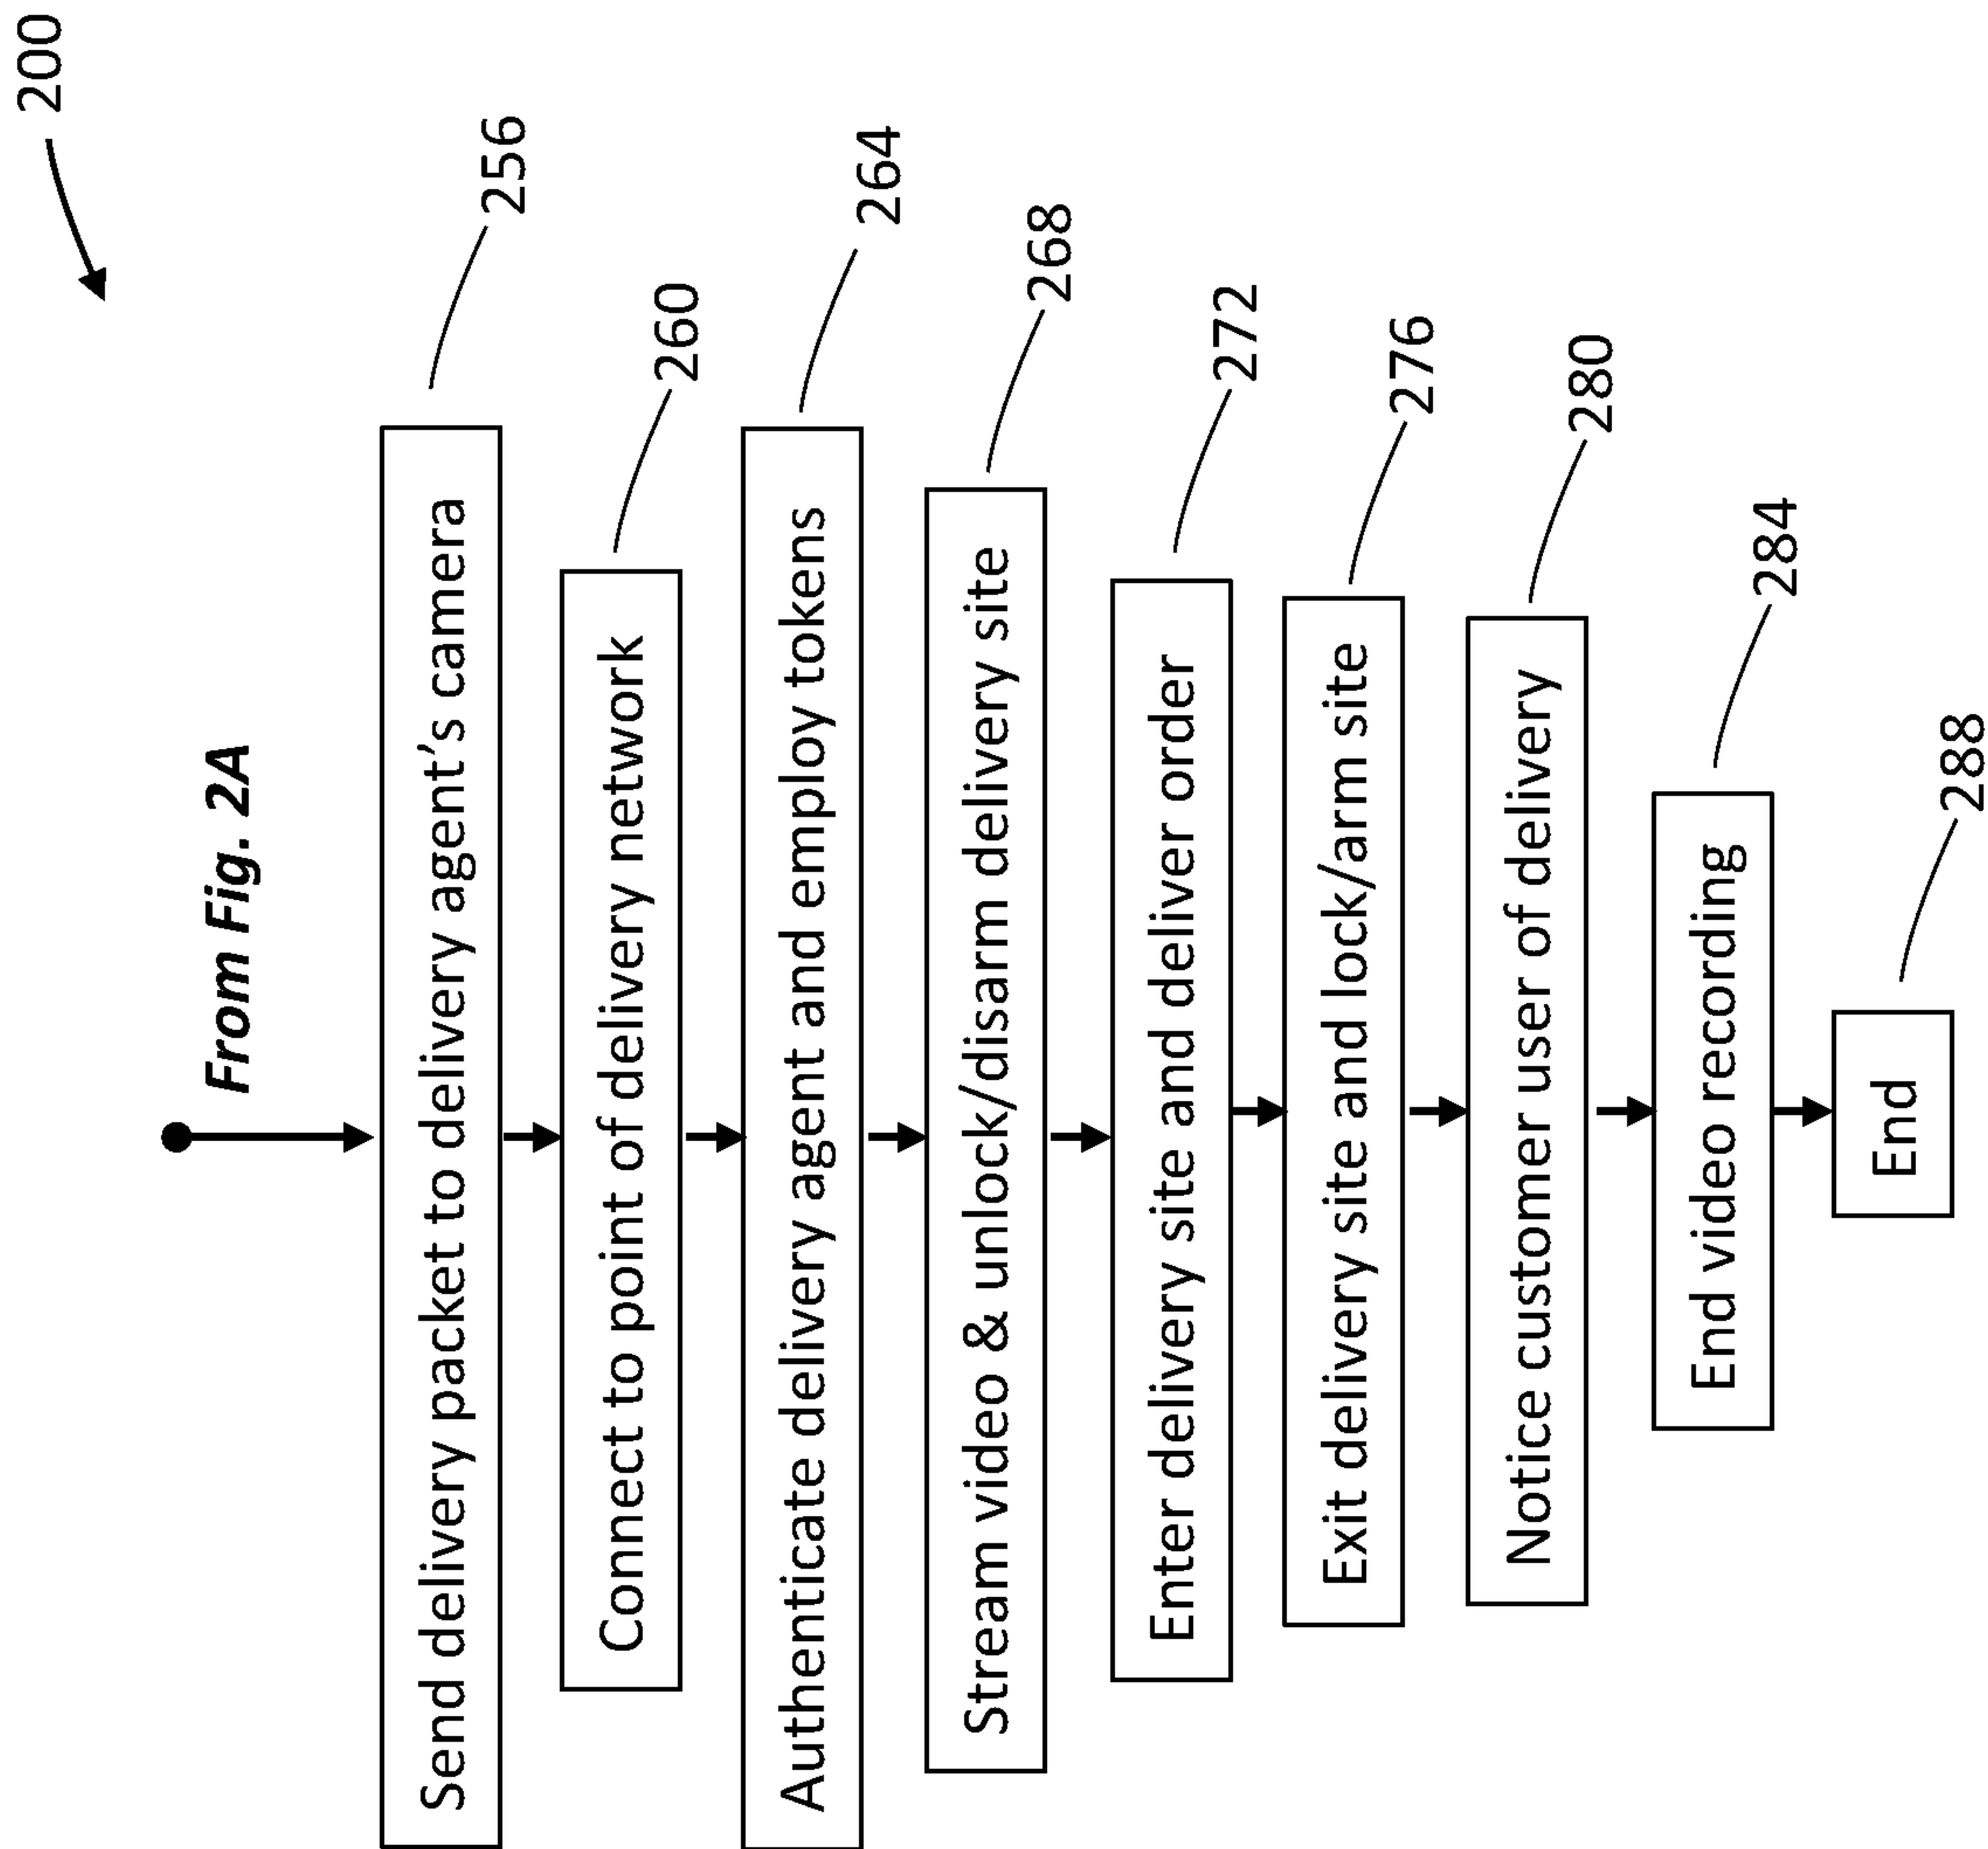 200
From Fig. 2A
Send delivery packet to delivery agent's camera
256
Connect to point of delivery network
260
Authenticate delivery agent and employ tokens
264
Stream video & unlock/disarm delivery site
268
Enter delivery site and deliver order
272
Exit delivery site and lock/arm site
276
Notice customer user of delivery
280
End video recording
284
End
288